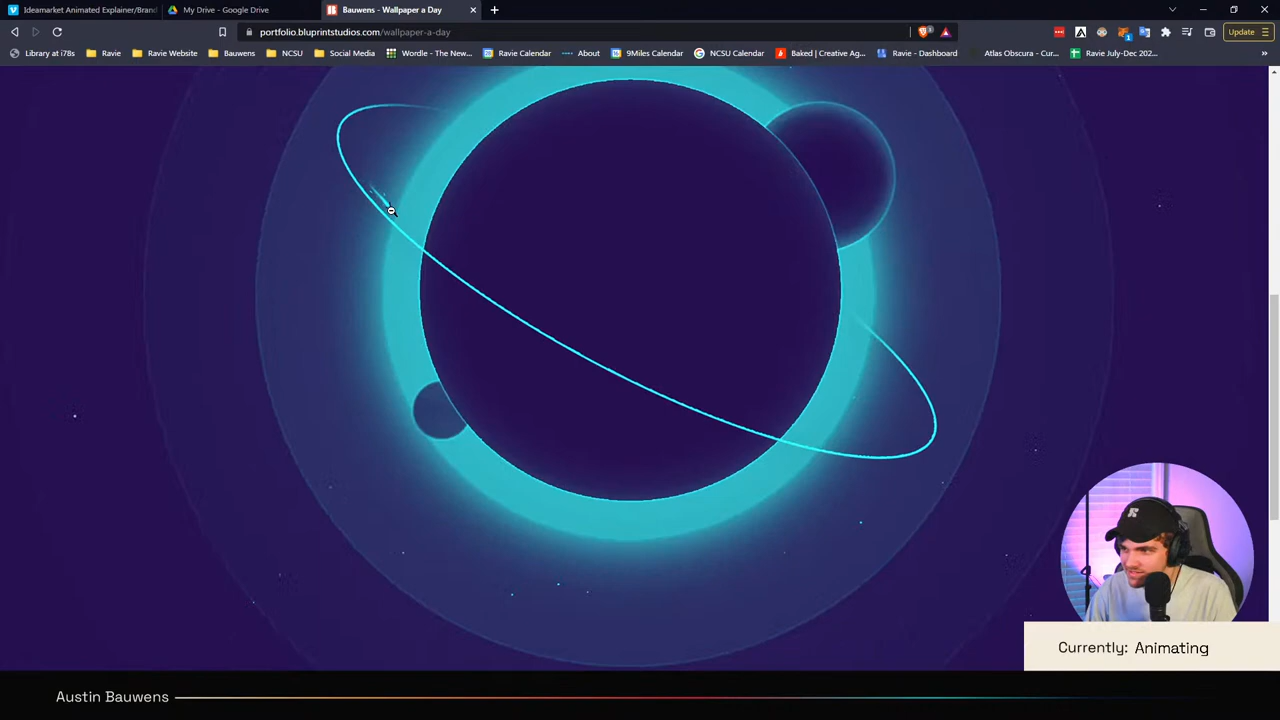 Ideamarket Animated Explainer/Brand
My Drive - Google Drive
Bauwens - Wallpaper a Day
portfolio.bluprintstudios.com/wallpaper-a-day
Update
Library at i78s
Ravie
Ravie Website
Bauwens
NCSU
Social Media
Wordle - The New...
Ravie Calendar
About
9Miles Calendar
NCSU Calendar
Baked | Creative Ag...
Ravie - Dashboard
Atlas Obscura - Cur...
Ravie July-Dec 202...
Currently: Animating
Austin Bauwens